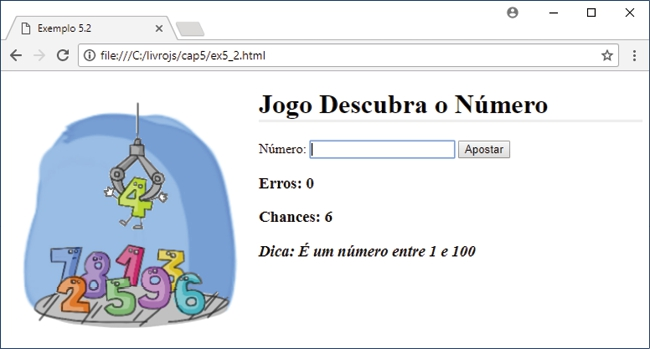 Exemplo 5.2
file:///C:/livrojs/cap5/ex5_2.html
Jogo Descubra o Número
Número: Apostar
Erros: 0
Chances: 6
Dica: É um número entre 1 e 100
4
7 8 1 3
2 5 9 6